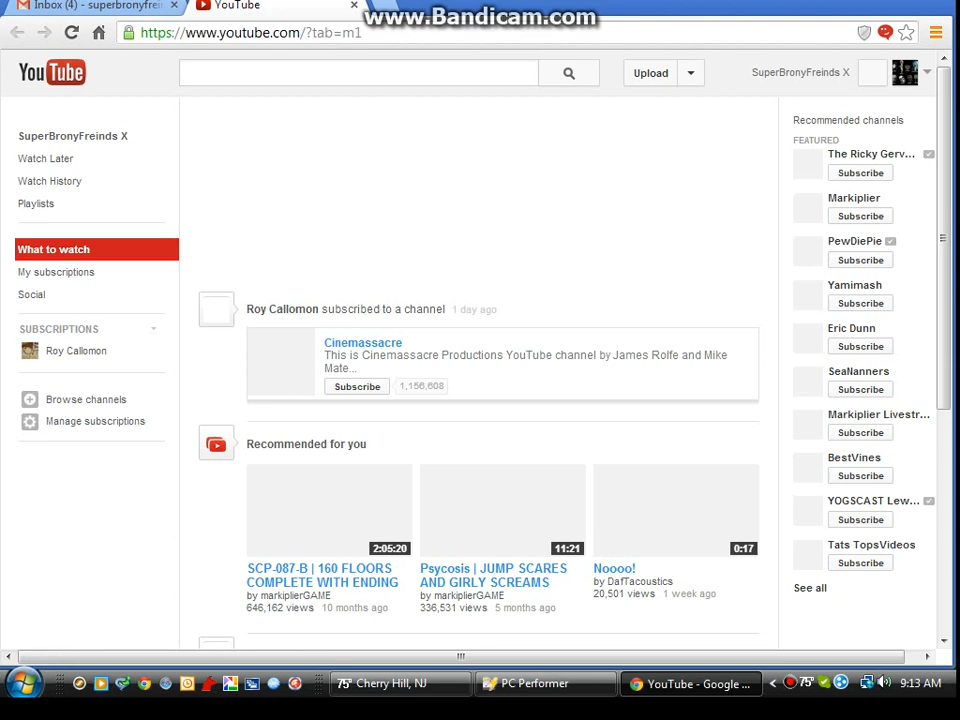 Inbox (4) - superbronyfrein
YouTube
www.Bandicam.com
https://www.youtube.com/?tab=m1
YouTube
Upload
SuperBronyFreinds X
SuperBronyFreinds X
Watch Later
Watch History
Playlists
What to watch
My subscriptions
Social
SUBSCRIPTIONS
Roy Callomon
Browse channels
Manage subscriptions
Roy Callomon subscribed to a channel 1 day ago
Cinemassacre
This is Cinemassacre Productions YouTube channel by James Rolfe and Mike
Mate...
Subscribe 1,156,608
Recommended for you
2:05:20
SCP-087-B | 160 FLOORS
COMPLETE WITH ENDING
by markiplierGAME
646,162 views 10 months ago
11:21
Psycosis | JUMP SCARES
AND GIRLY SCREAMS
by markiplierGAME
336,531 views 5 months ago
0:17
Noooo!
by DafTacoustics
20,501 views 1 week ago
Recommended channels
FEATURED
The Ricky Gerv...
Subscribe
Markiplier
Subscribe
PewDiePie
Subscribe
Yamimash
Subscribe
Eric Dunn
Subscribe
SeaNanners
Subscribe
Markiplier Livestr...
Subscribe
BestVines
Subscribe
YOGSCAST Lew...
Subscribe
Tats TopsVideos
Subscribe
See all
75° Cherry Hill, NJ
PC Performer
YouTube - Google ...
75°
9:13 AM